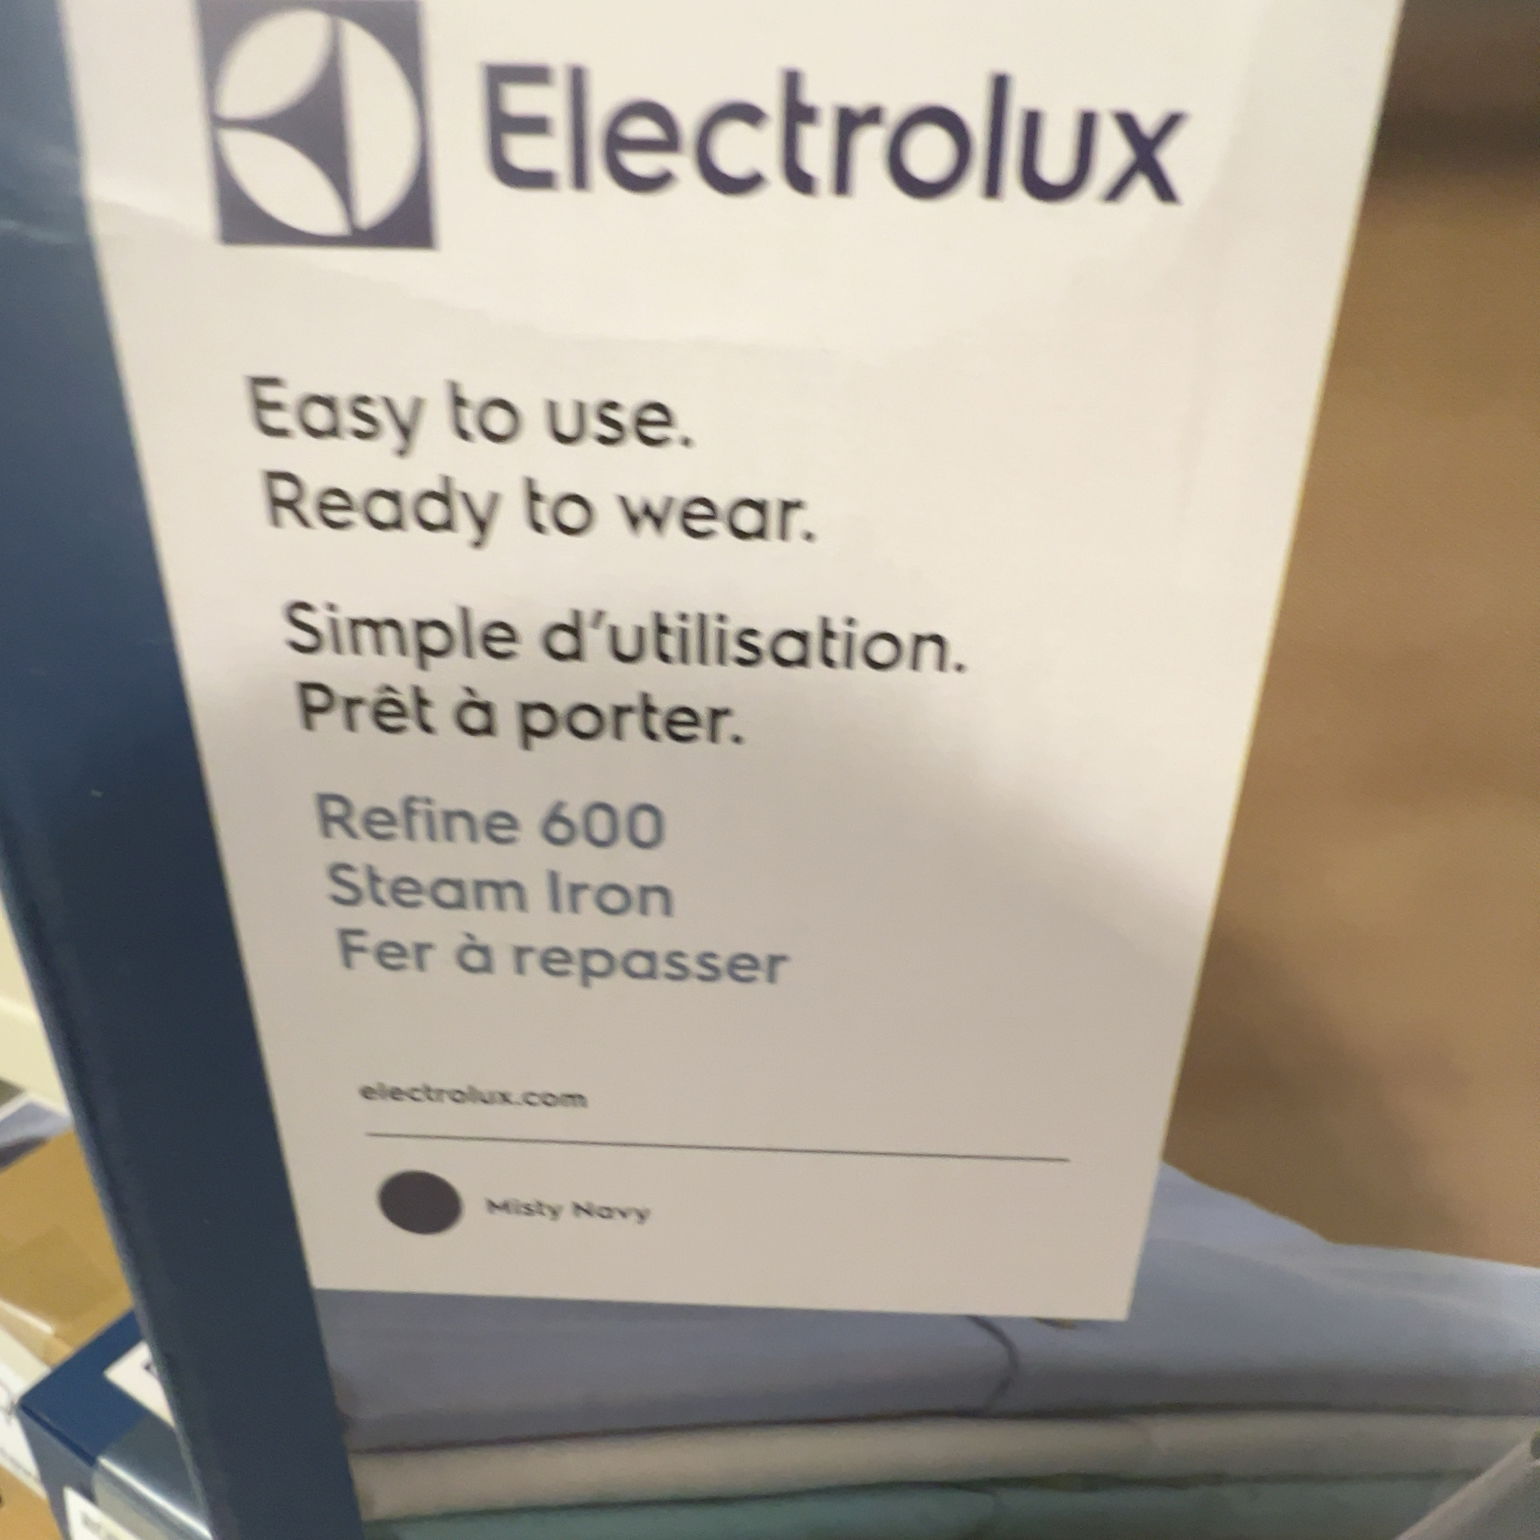 Electrolux
Easy to use.
Ready to wear.
Simple d'utilisation.
Prêt à porter.
Refine 600
Steam Iron
Fer à repasser
electrolux.com
Misty Navy